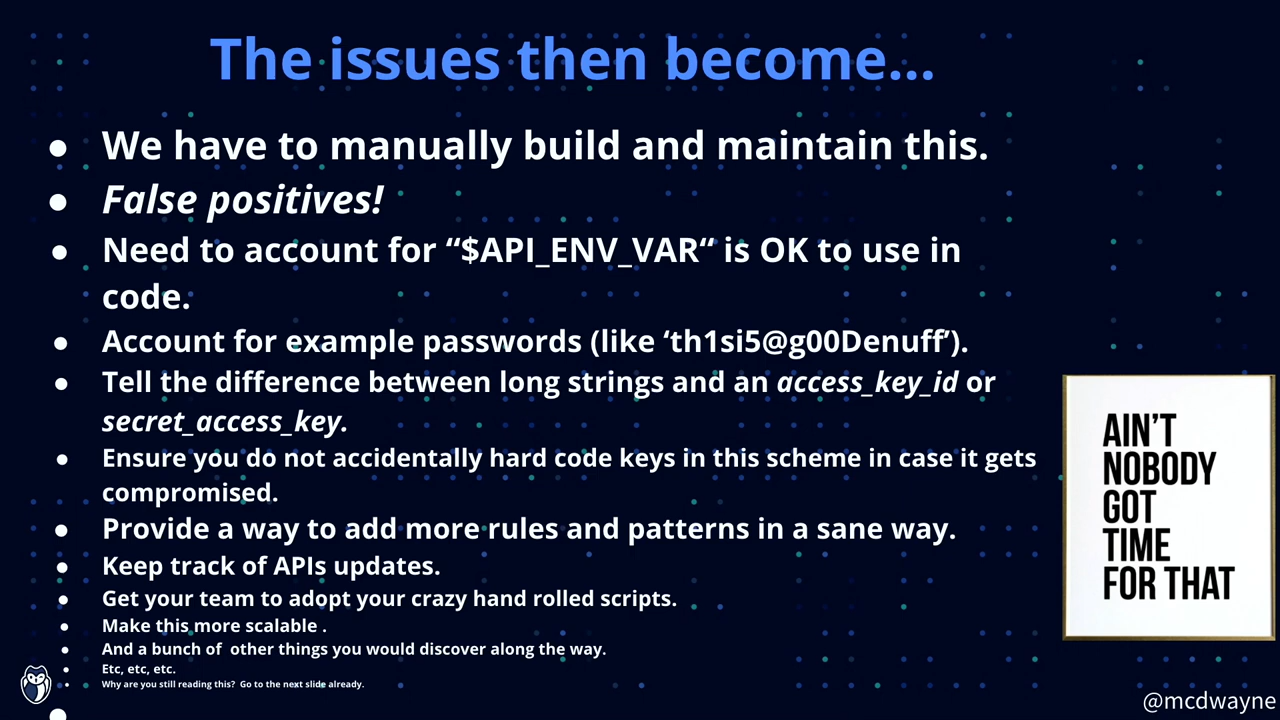 The issues then become...
● We have to manually build and maintain this.
● False positives!
● Need to account for “$API_ENV_VAR“ is OK to use in
code.
● Account for example passwords (like ‘th1si5@g00Denuff’).
● Tell the difference between long strings and an access_key_id or
secret_access_key.
● Ensure you do not accidentally hard code keys in this scheme in case it gets
compromised.
● Provide a way to add more rules and patterns in a sane way.
● Keep track of APIs updates.
● Get your team to adopt your crazy hand rolled scripts.
● Make this more scalable .
● And a bunch of other things you would discover along the way.
● Etc, etc, etc.
● Why are you still reading this? Go to the next slide already.
AIN’T
NOBODY
GOT
TIME
FOR THAT
@mcdwayne